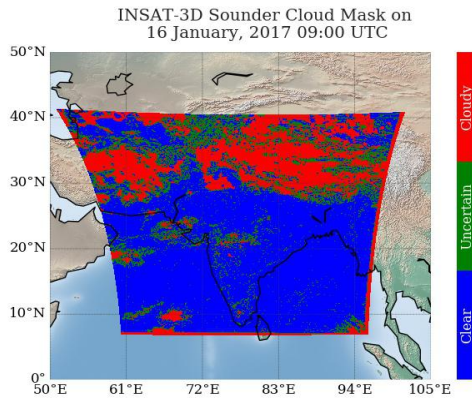 INSAT-3D Sounder Cloud Mask on
16 January, 2017 09:00 UTC
50°N
40°N
30°N
20°N
10°N
0°
50°E 61°E 72°E 83°E 94°E 105°E
Cloudy
Uncertain
Clear